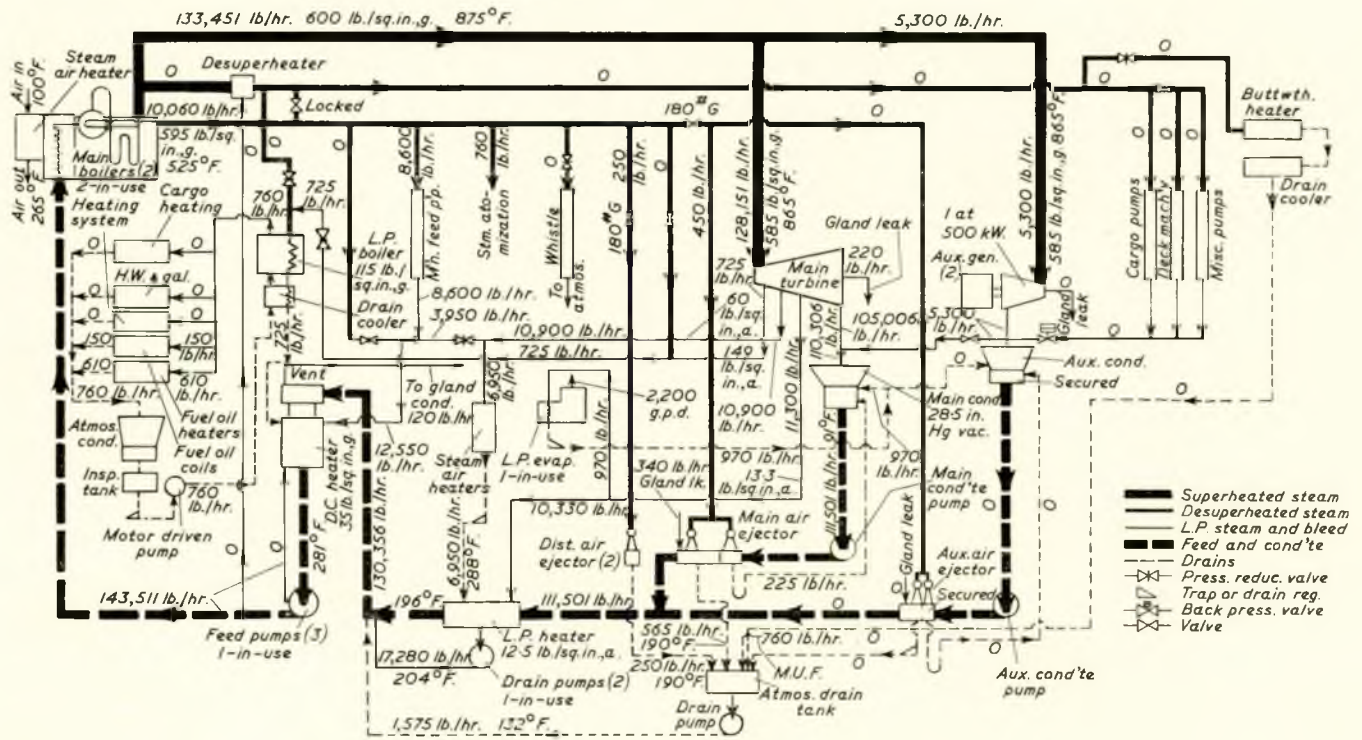 133,451 lb/hr. 600 lb./sq.in.,g. 875°F.
5,300 lb./hr.
Steam
air heater
Desuperheater
Air in
100°F.
10,060 lb/hr.
Locked
180#G
Buttwth.
heater
595 lb/sq.
in.,g.
525°F.
Main
boilers (2)
2-in-use
Air out
265°F.
Heating
system
Cargo
heating
760
lb/hr.
725
lb/hr.
8,600
lb./hr.
760
lb./hr.
250
lb./hr.
180#G
450 lb./hr.
128,151 lb/hr.
585 lb/sq.in.,g.
865°F.
5,300 lb./hr.
585 lb/sq.in.,g. 865°F.
Drain
cooler
Cargo pumps
Deck mach'y
Misc. pumps
1 at
500 kW.
Aux. gen.
(2
Gland leak
220
lb/hr.
Main
turbine
725
lb/hr.
L.P.
boiler
115 lb./
sq.in.,g
Mn. feed pp.
Stm. ato-
mization
Whistle
To
atmos.
H.W. gal.
Drain
cooler
725
lb/hr.
8,600 lb./hr.
3,950 lb/hr.
10,900 lb/hr.
60
lb/sq.
in.,a.
725 lb/hr.
149
lb/sq.
in.,a.
110,306
lb/hr.
105,006
lb./hr.
5,300
lb/hr.
Gland
leak
150
150
lb/hr.
610
610
lb/hr.
760 lb/hr.
Fuel oil
heaters
Fuel oil
coils
Atmos.
cond.
Insp.
tank
760
lb/hr.
Motor driven
pump
Vent
To gland
cond.
120 lb/hr.
6,950
lb/hr.
12,550
lb/hr.
D.C. heater
35 lb/sq.in.,g
287°F.
130,356 lb/hr.
Steam
air
heaters
6,950 lb/hr.
288°F.
L.P. evap.
1-in-use
2,200
g.p.d.
970 lb/hr.
10,900
lb/hr.
11,300 lb/hr.
970 lb/hr.
13·3
lb/sq.in.,a.
10,330 lb/hr.
340 lb/hr.
Gland lk.
Main air
ejector
111,501 lb/hr. 91°F.
970
lb/hr.
Aux. cond.
Secured
Main cond.
28·5 in.
Hg vac.
Main
cond'te
pump
Dist. air
ejector (2)
225 lb/hr.
Gland leak
Aux. air
ejector
Secured
143,511 lb./hr.
Feed pumps (3)
1-in-use
196°F.
111,501 lb/hr.
L.P. heater
12·5 lb/sq.in.,a.
17,280 lb/hr
204°F.
Drain pumps (2)
1-in-use
565 lb/hr.
190°F.
250 lb/hr.
190°F.
760 lb/hr.
M.U.F.
Atmos. drain
tank
Drain
pump
1,575 lb/hr. 132°F.
Aux. cond'te
pump
Superheated steam
Desuperheated steam
L.P. steam and bleed
Feed and cond'te
Drains
Press. reduc. valve
Trap or drain reg.
Back press. valve
Valve